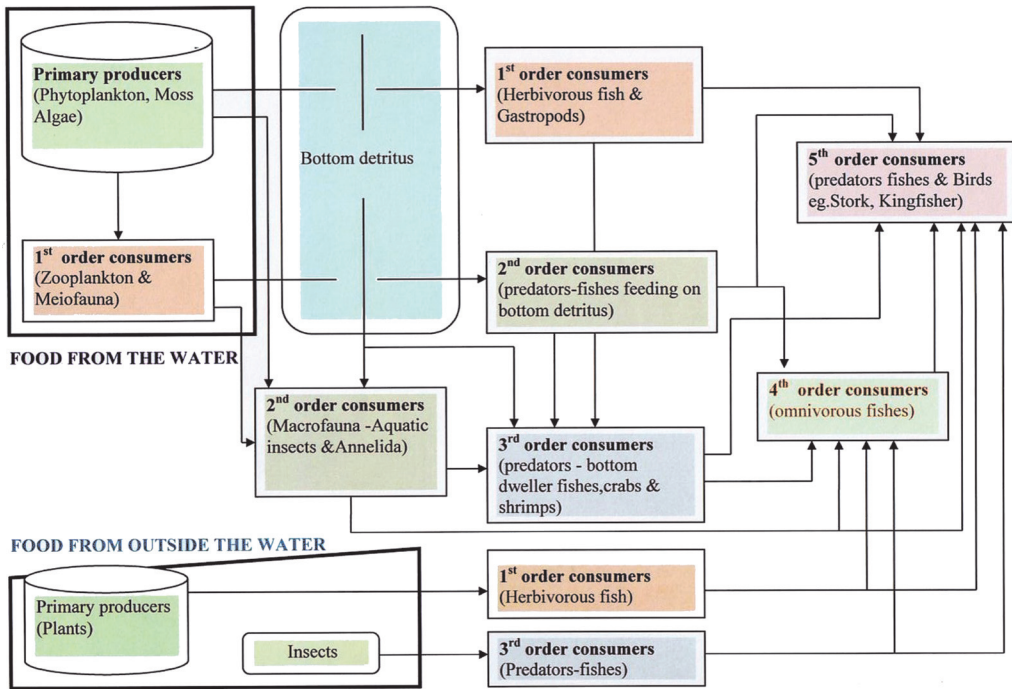 Primary producers
(Phytoplankton, Moss
Algae)
1st order consumers
(Zooplankton &
Meiofauna)
FOOD FROM THE WATER
Bottom detritus
1st order consumers
(Herbivorous fish &
Gastropods)
2nd order consumers
(predators-fishes feeding on
bottom detritus)
5th order consumers
(predators fishes & Birds
eg.Stork, Kingfisher)
4th order consumers
(omnivorous fishes)
2nd order consumers
(Macrofauna -Aquatic
insects &Annelida)
3rd order consumers
(predators - bottom
dweller fishes,crabs &
shrimps)
FOOD FROM OUTSIDE THE WATER
Primary producers
(Plants)
Insects
1st order consumers
(Herbivorous fish)
3rd order consumers
(Predators-fishes)